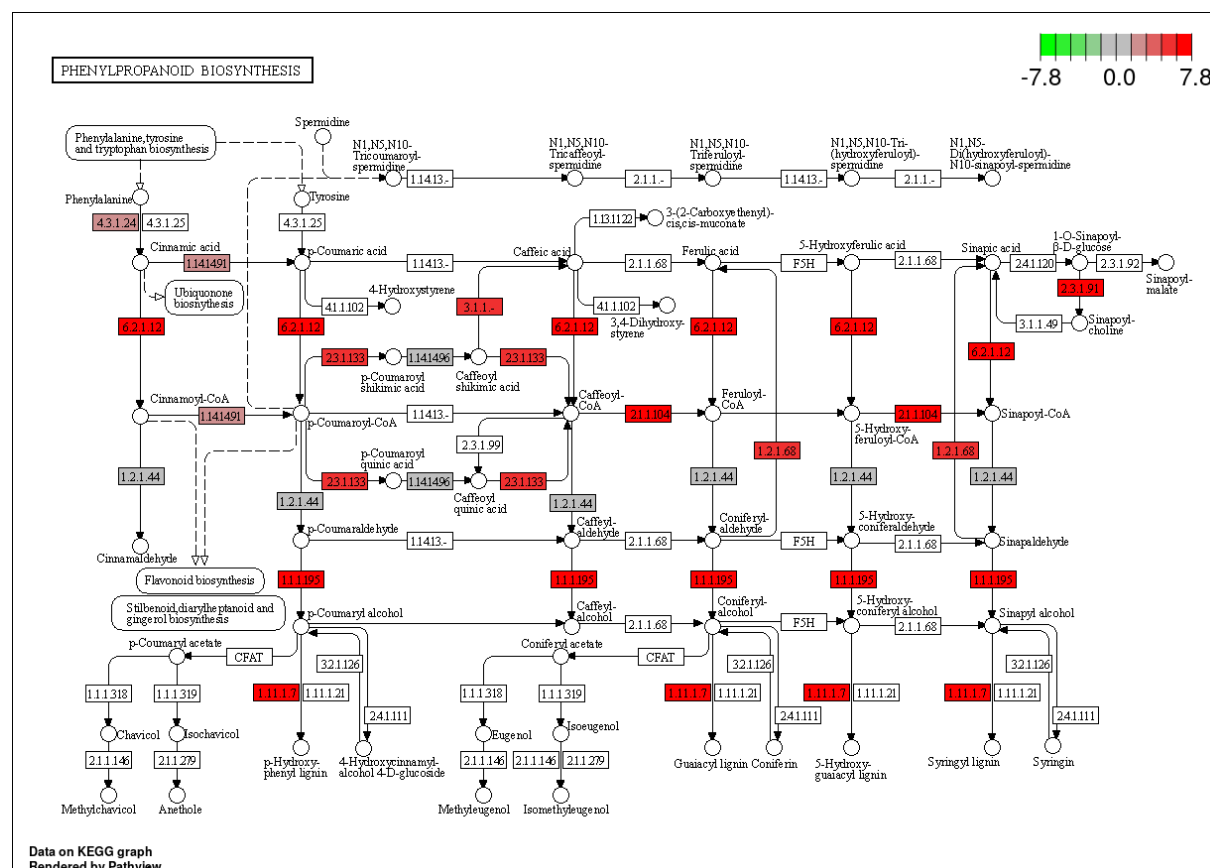 PHENYLPROPANOID BIOSYNTHESIS
-7.8 0.0 7.8
Phenylalanine, tyrosine
and tryptophan biosynthesis
Spermidine
N1,N5,N10-
Tricoumaroyl-
spermidine
N1,N5,N10-
Tricaffeoyl-
spermidine
N1,N5,N10-
Triferuloyl-
spermidine
N1,N5,N10-Tri-
(hydroxyferuloyl)-
spermidine
N1,N5-
Di(hydroxyferuloyl)-
N10-sinapoyl-spermidine
1.14.13.- 2.1.1.- 1.14.13.- 2.1.1.-
Phenylalanine
Tyrosine
4.3.1.24 4.3.1.25 4.3.1.25
1.13.11.22
3-(2-Carboxyethenyl)-
cis,cis-muconate
Cinnamic acid
p-Coumaric acid
Caffeic acid
Ferulic acid
5-Hydroxyferulic acid
Sinapic acid
1-O-Sinapoyl-
β-D-glucose
1.14.14.91 1.14.13.- 2.1.1.68 F5H 2.1.1.68 2.4.1.120 2.3.1.92
Sinapoyl-
malate
Ubiquonone
biosnythesis
4.1.1.102
4-Hydroxystyrene
3.1.1.-
4.1.1.102
3,4-Dihydroxy-
styrene
2.3.1.91
3.1.1.49
Sinapoyl-
choline
6.2.1.12 6.2.1.12 6.2.1.12 6.2.1.12 6.2.1.12
6.2.1.12
2.3.1.133 1.14.14.96 2.3.1.133
p-Coumaroyl
shikimic acid
Caffeoyl
shikimic acid
Cinnamoyl-CoA
p-Coumaroyl-CoA
Caffeoyl-
CoA
Feruloyl-
CoA
5-Hydroxy-
feruloyl-CoA
Sinapoyl-CoA
1.14.14.91 1.14.13.- 2.1.1.104 2.1.1.104
2.3.1.99
1.2.1.68 1.2.1.68
p-Coumaroyl
quinic acid
2.3.1.133 1.14.14.96 2.3.1.133
Caffeoyl
quinic acid
1.2.1.44 1.2.1.44 1.2.1.44 1.2.1.44 1.2.1.44 1.2.1.44
Cinnamaldehyde
p-Coumaraldehyde
Caffeyl-
aldehyde
Coniferyl-
aldehyde
5-Hydroxy-
coniferaldehyde
Sinapaldehyde
1.14.13.- 2.1.1.68 F5H 2.1.1.68
Flavonoid biosynthesis
1.1.1.195 1.1.1.195 1.1.1.195 1.1.1.195 1.1.1.195
Stilbenoid, diarylheptanoid and
gingerol biosynthesis
p-Coumaryl alcohol
Caffeyl-
alcohol
Coniferyl-
alcohol
5-Hydroxy-
coniferyl alcohol
Sinapyl alcohol
2.1.1.68 F5H 2.1.1.68
p-Coumaryl acetate
CFAT
Coniferyl acetate
CFAT
3.2.1.126 3.2.1.126 3.2.1.126
1.1.1.318 1.1.1.319 1.11.1.7 1.11.1.21 1.1.1.318 1.1.1.319 1.11.1.7 1.11.1.21 1.11.1.7 1.11.1.21 1.11.1.7 1.11.1.21
2.4.1.111 2.4.1.111 2.4.1.111
Chavicol
Isochavicol
Eugenol
Isoeugenol
2.1.1.146 2.1.1.279 2.1.1.146 2.1.1.146 2.1.1.279
p-Hydroxy-
phenyl lignin
4-Hydroxycinnamyl-
alcohol 4-D-glucoside
Guaiacyl lignin
Coniferin
5-Hydroxy-
guaiacyl lignin
Syringyl lignin
Syringin
Methylchavicol
Anethole
Methyleugenol
Isomethyleugenol
Data on KEGG graph
Rendered by Pathview